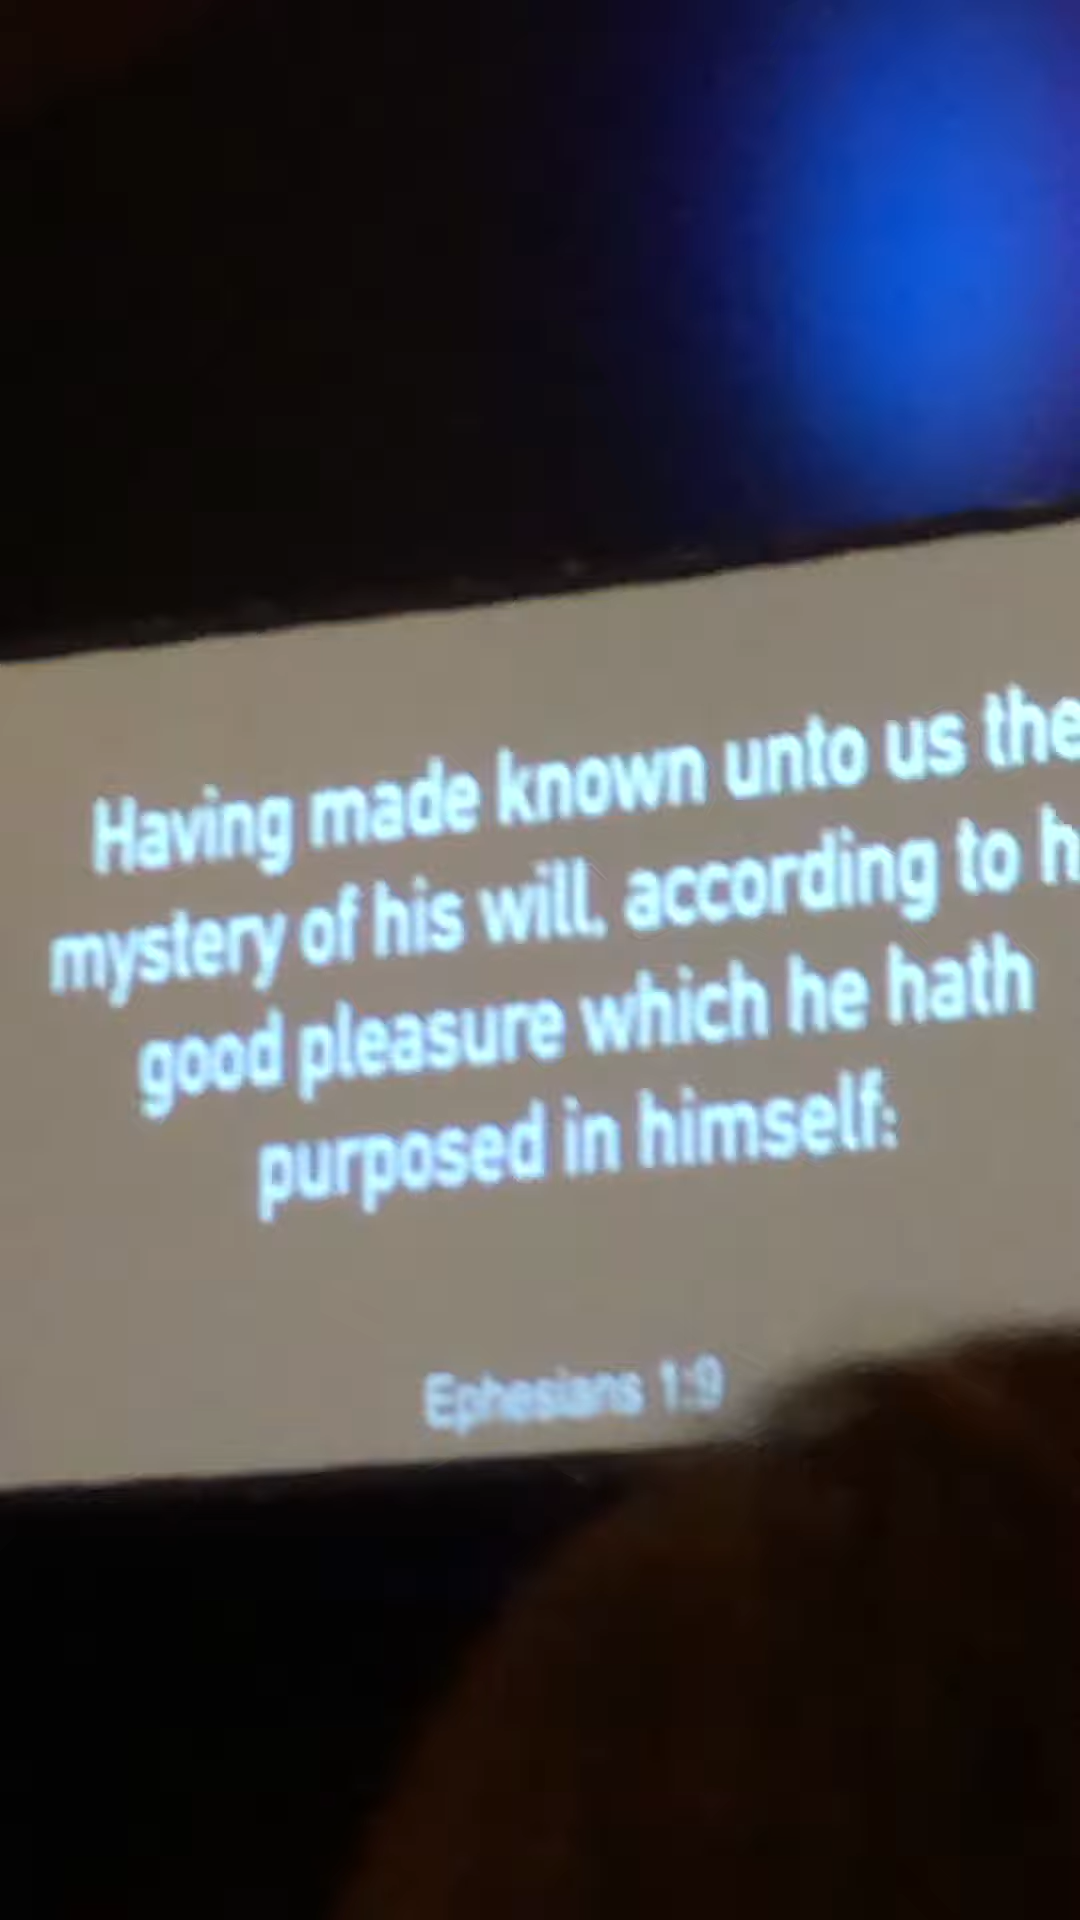 Having made known unto us the
mystery of his will, according to h
good pleasure which he hath
purposed in himself:
Ephesians 1:9